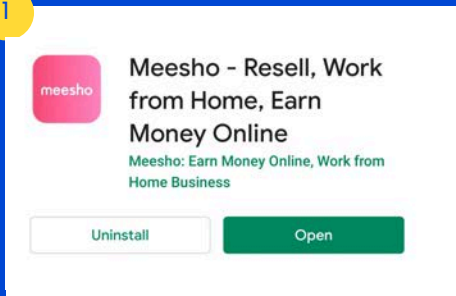 1
meesho
Meesho - Resell, Work
from Home, Earn
Money Online
Meesho: Earn Money Online, Work from
Home Business
Uninstall
Open